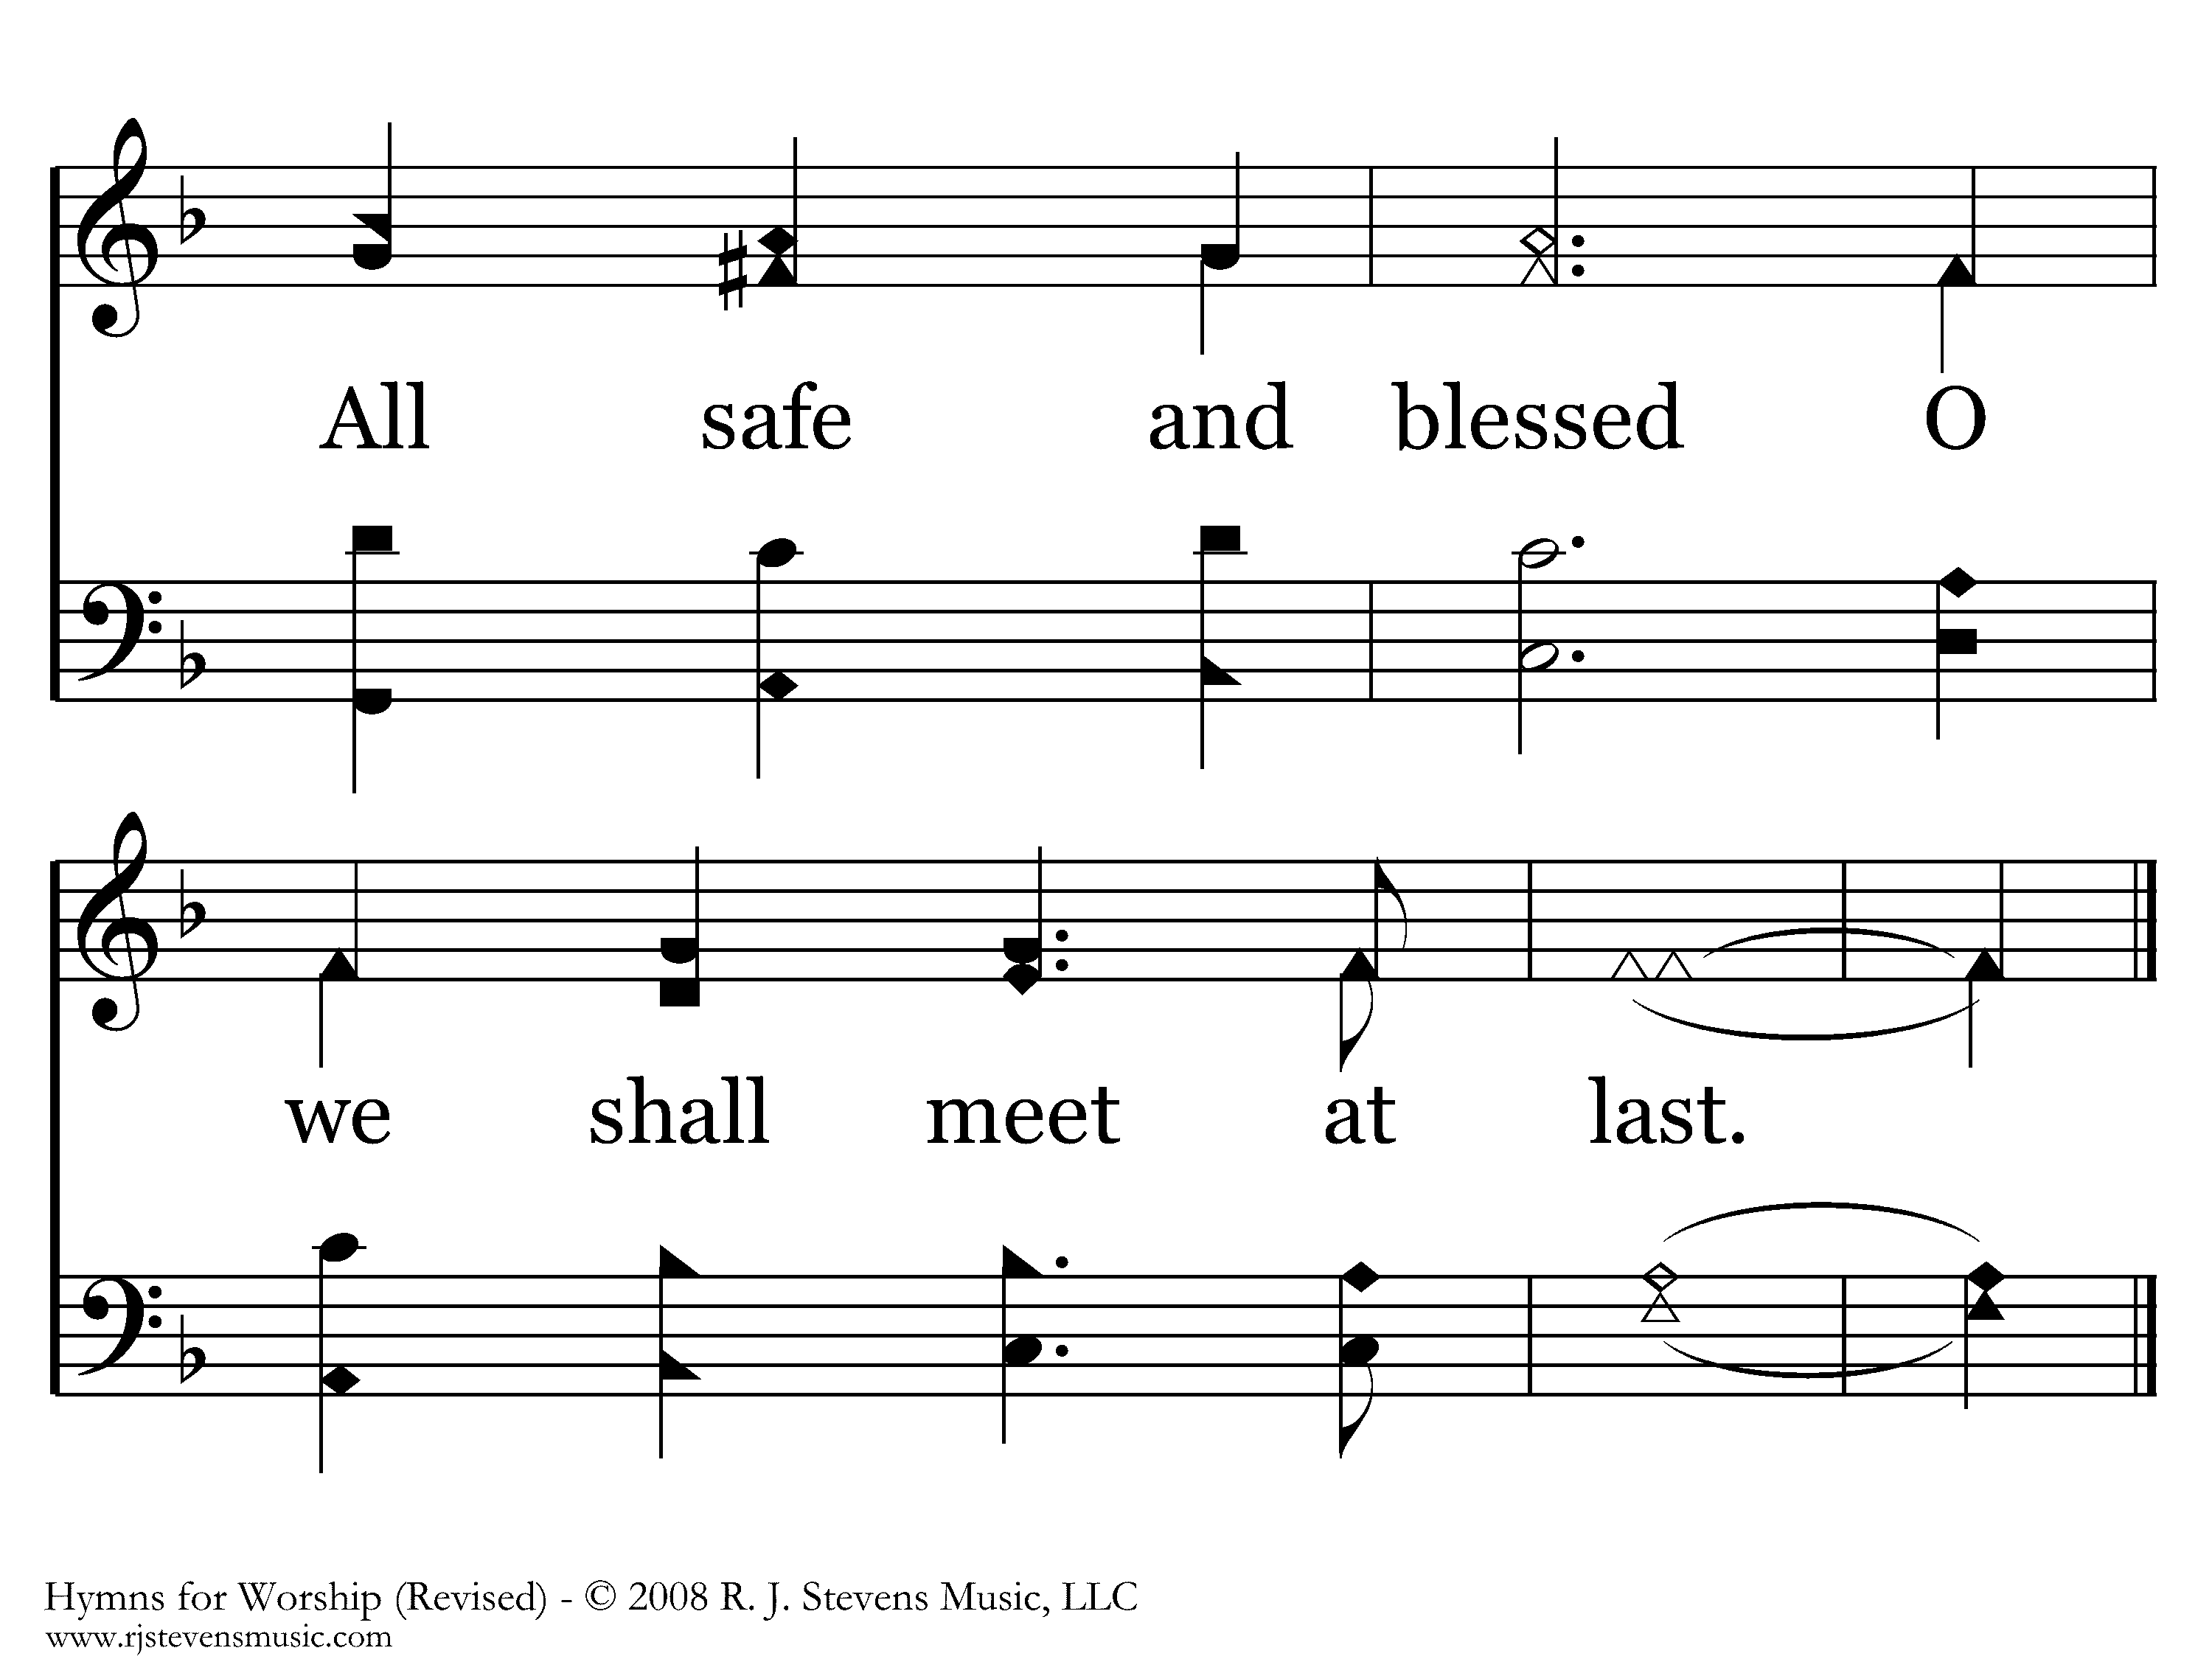 All safe and blessed O
we shall meet at last.
Hymns for Worship (Revised) - © 2008 R. J. Stevens Music, LLC
www.rjstevensmusic.com